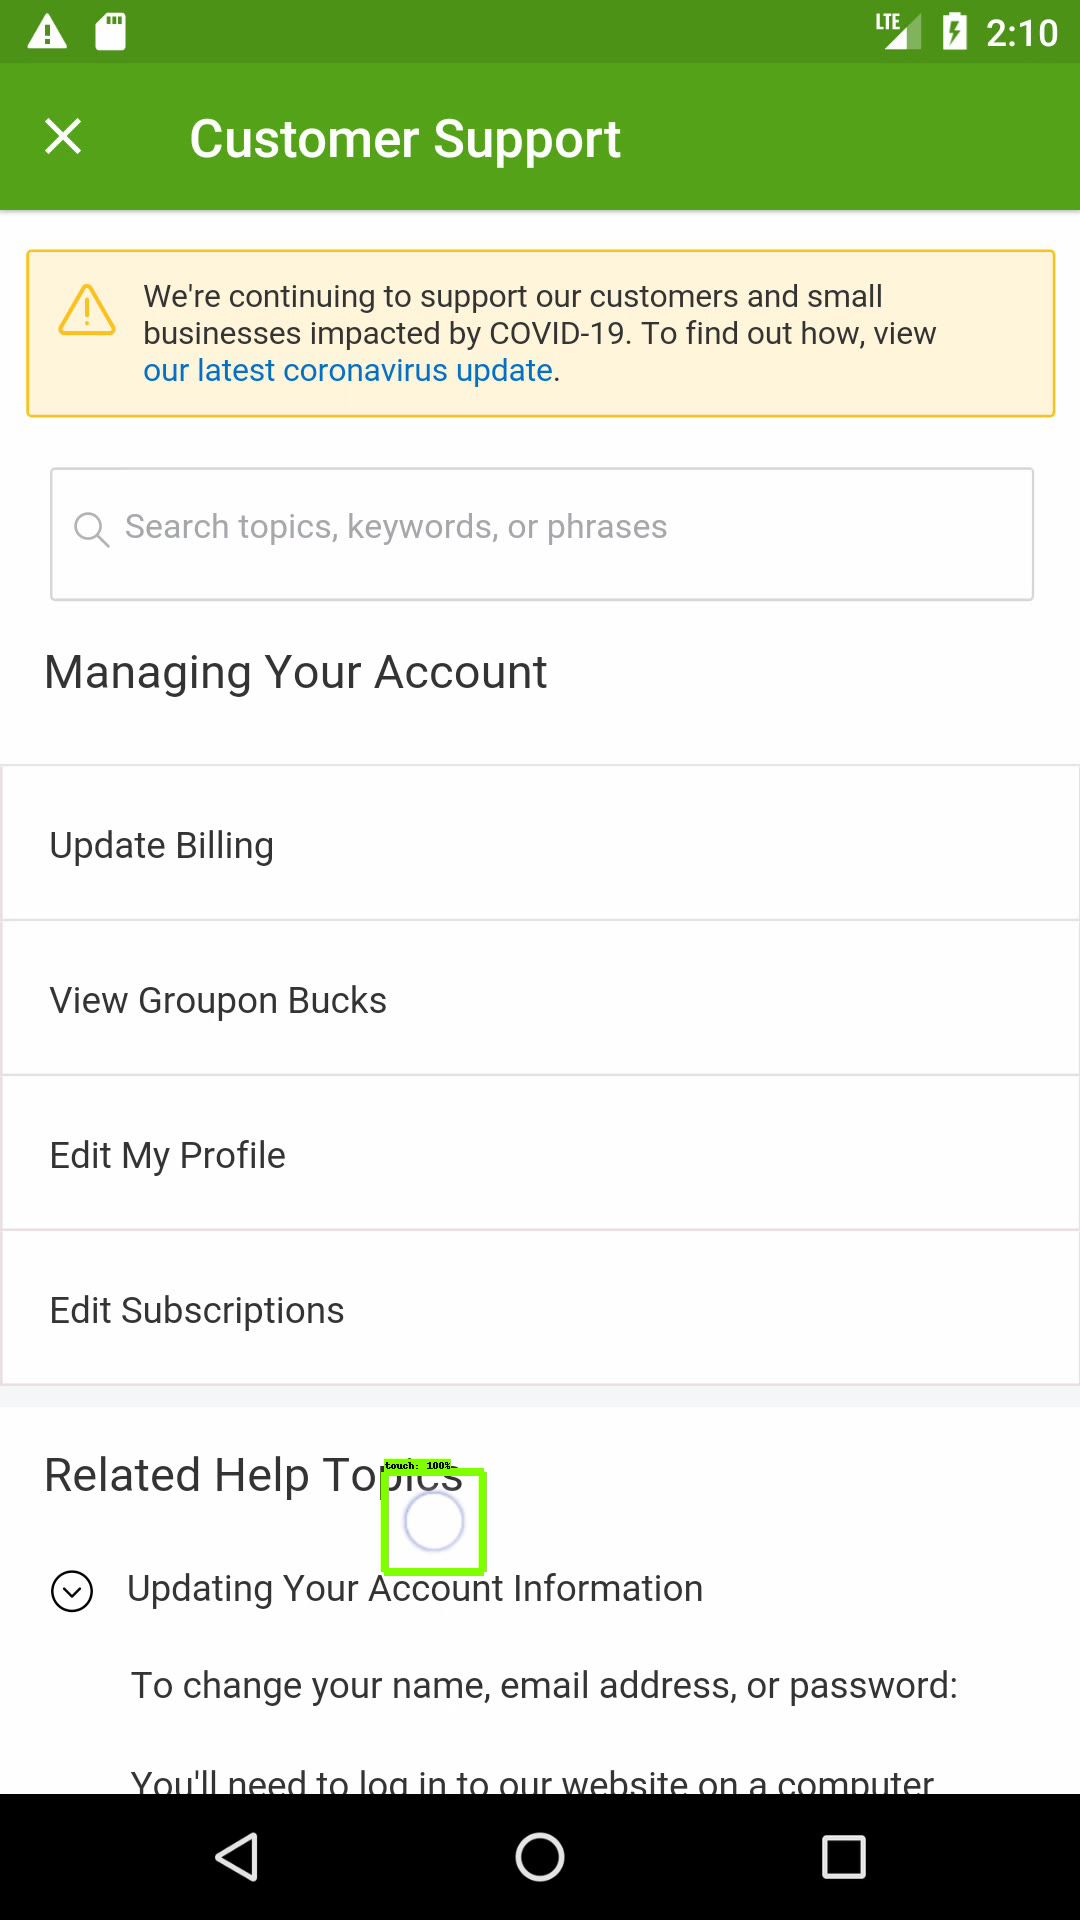 LTE 2:10
Customer Support
We're continuing to support our customers and small
businesses impacted by COVID-19. To find out how, view
our latest coronavirus update.
Search topics, keywords, or phrases
Managing Your Account
Update Billing
View Groupon Bucks
Edit My Profile
Edit Subscriptions
Related Help Topics
touch: 100%
Updating Your Account Information
To change your name, email address, or password:
You'll need to log in to our website on a computer